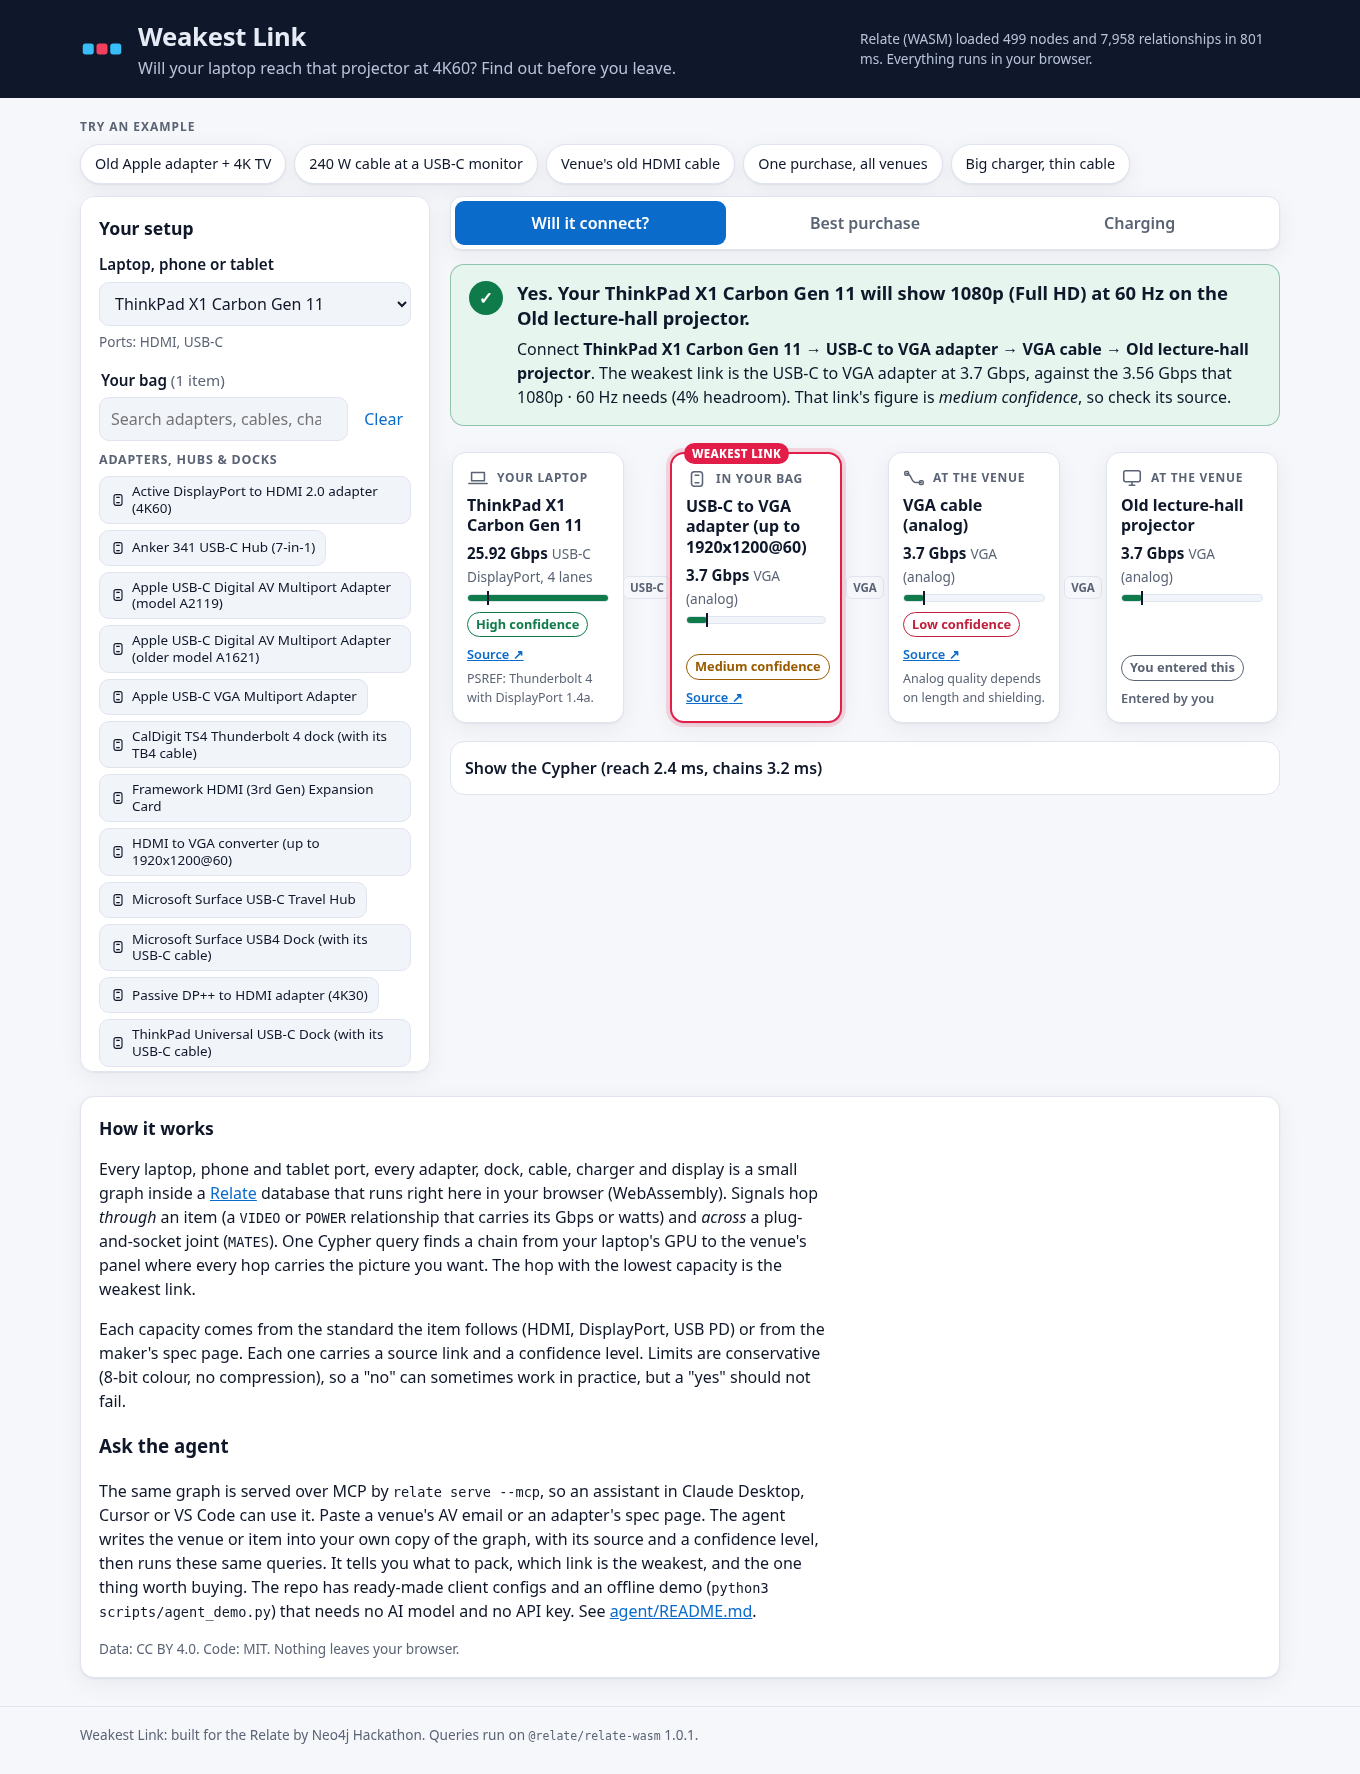 Weakest Link
Will your laptop reach that projector at 4K60? Find out before you leave.
Relate (WASM) loaded 499 nodes and 7,958 relationships in 801
ms. Everything runs in your browser.
TRY AN EXAMPLE
Old Apple adapter + 4K TV
240 W cable at a USB-C monitor
Venue's old HDMI cable
One purchase, all venues
Big charger, thin cable
Your setup
Laptop, phone or tablet
ThinkPad X1 Carbon Gen 11
Ports: HDMI, USB-C
Your bag (1 item)
Search adapters, cables, cha
Clear
ADAPTERS, HUBS & DOCKS
Active DisplayPort to HDMI 2.0 adapter
(4K60)
Anker 341 USB-C Hub (7-in-1)
Apple USB-C Digital AV Multiport Adapter
(model A2119)
Apple USB-C Digital AV Multiport Adapter
(older model A1621)
Apple USB-C VGA Multiport Adapter
CalDigit TS4 Thunderbolt 4 dock (with its
TB4 cable)
Framework HDMI (3rd Gen) Expansion
Card
HDMI to VGA converter (up to
1920x1200@60)
Microsoft Surface USB-C Travel Hub
Microsoft Surface USB4 Dock (with its
USB-C cable)
Passive DP++ to HDMI adapter (4K30)
ThinkPad Universal USB-C Dock (with its
USB-C cable)
Will it connect?
Best purchase
Charging
✓
Yes. Your ThinkPad X1 Carbon Gen 11 will show 1080p (Full HD) at 60 Hz on the
Old lecture-hall projector.
Connect ThinkPad X1 Carbon Gen 11 → USB-C to VGA adapter → VGA cable → Old lecture-hall
projector. The weakest link is the USB-C to VGA adapter at 3.7 Gbps, against the 3.56 Gbps that
1080p · 60 Hz needs (4% headroom). That link's figure is medium confidence, so check its source.
YOUR LAPTOP
ThinkPad X1
Carbon Gen 11
25.92 Gbps USB-C
DisplayPort, 4 lanes
High confidence
Source ↗
PSREF: Thunderbolt 4
with DisplayPort 1.4a.
USB-C
WEAKEST LINK
IN YOUR BAG
USB-C to VGA
adapter (up to
1920x1200@60)
3.7 Gbps VGA
(analog)
Medium confidence
Source ↗
VGA
AT THE VENUE
VGA cable
(analog)
3.7 Gbps VGA
(analog)
Low confidence
Source ↗
Analog quality depends
on length and shielding.
VGA
AT THE VENUE
Old lecture-hall
projector
3.7 Gbps VGA
(analog)
You entered this
Entered by you
Show the Cypher (reach 2.4 ms, chains 3.2 ms)
How it works
Every laptop, phone and tablet port, every adapter, dock, cable, charger and display is a small
graph inside a Relate database that runs right here in your browser (WebAssembly). Signals hop
through an item (a VIDEO or POWER relationship that carries its Gbps or watts) and across a plug-
and-socket joint (MATES). One Cypher query finds a chain from your laptop's GPU to the venue's
panel where every hop carries the picture you want. The hop with the lowest capacity is the
weakest link.
Each capacity comes from the standard the item follows (HDMI, DisplayPort, USB PD) or from the
maker's spec page. Each one carries a source link and a confidence level. Limits are conservative
(8-bit colour, no compression), so a "no" can sometimes work in practice, but a "yes" should not
fail.
Ask the agent
The same graph is served over MCP by relate serve --mcp, so an assistant in Claude Desktop,
Cursor or VS Code can use it. Paste a venue's AV email or an adapter's spec page. The agent
writes the venue or item into your own copy of the graph, with its source and a confidence level,
then runs these same queries. It tells you what to pack, which link is the weakest, and the one
thing worth buying. The repo has ready-made client configs and an offline demo (python3
scripts/agent_demo.py) that needs no AI model and no API key. See agent/README.md.
Data: CC BY 4.0. Code: MIT. Nothing leaves your browser.
Weakest Link: built for the Relate by Neo4j Hackathon. Queries run on @relate/relate-wasm 1.0.1.